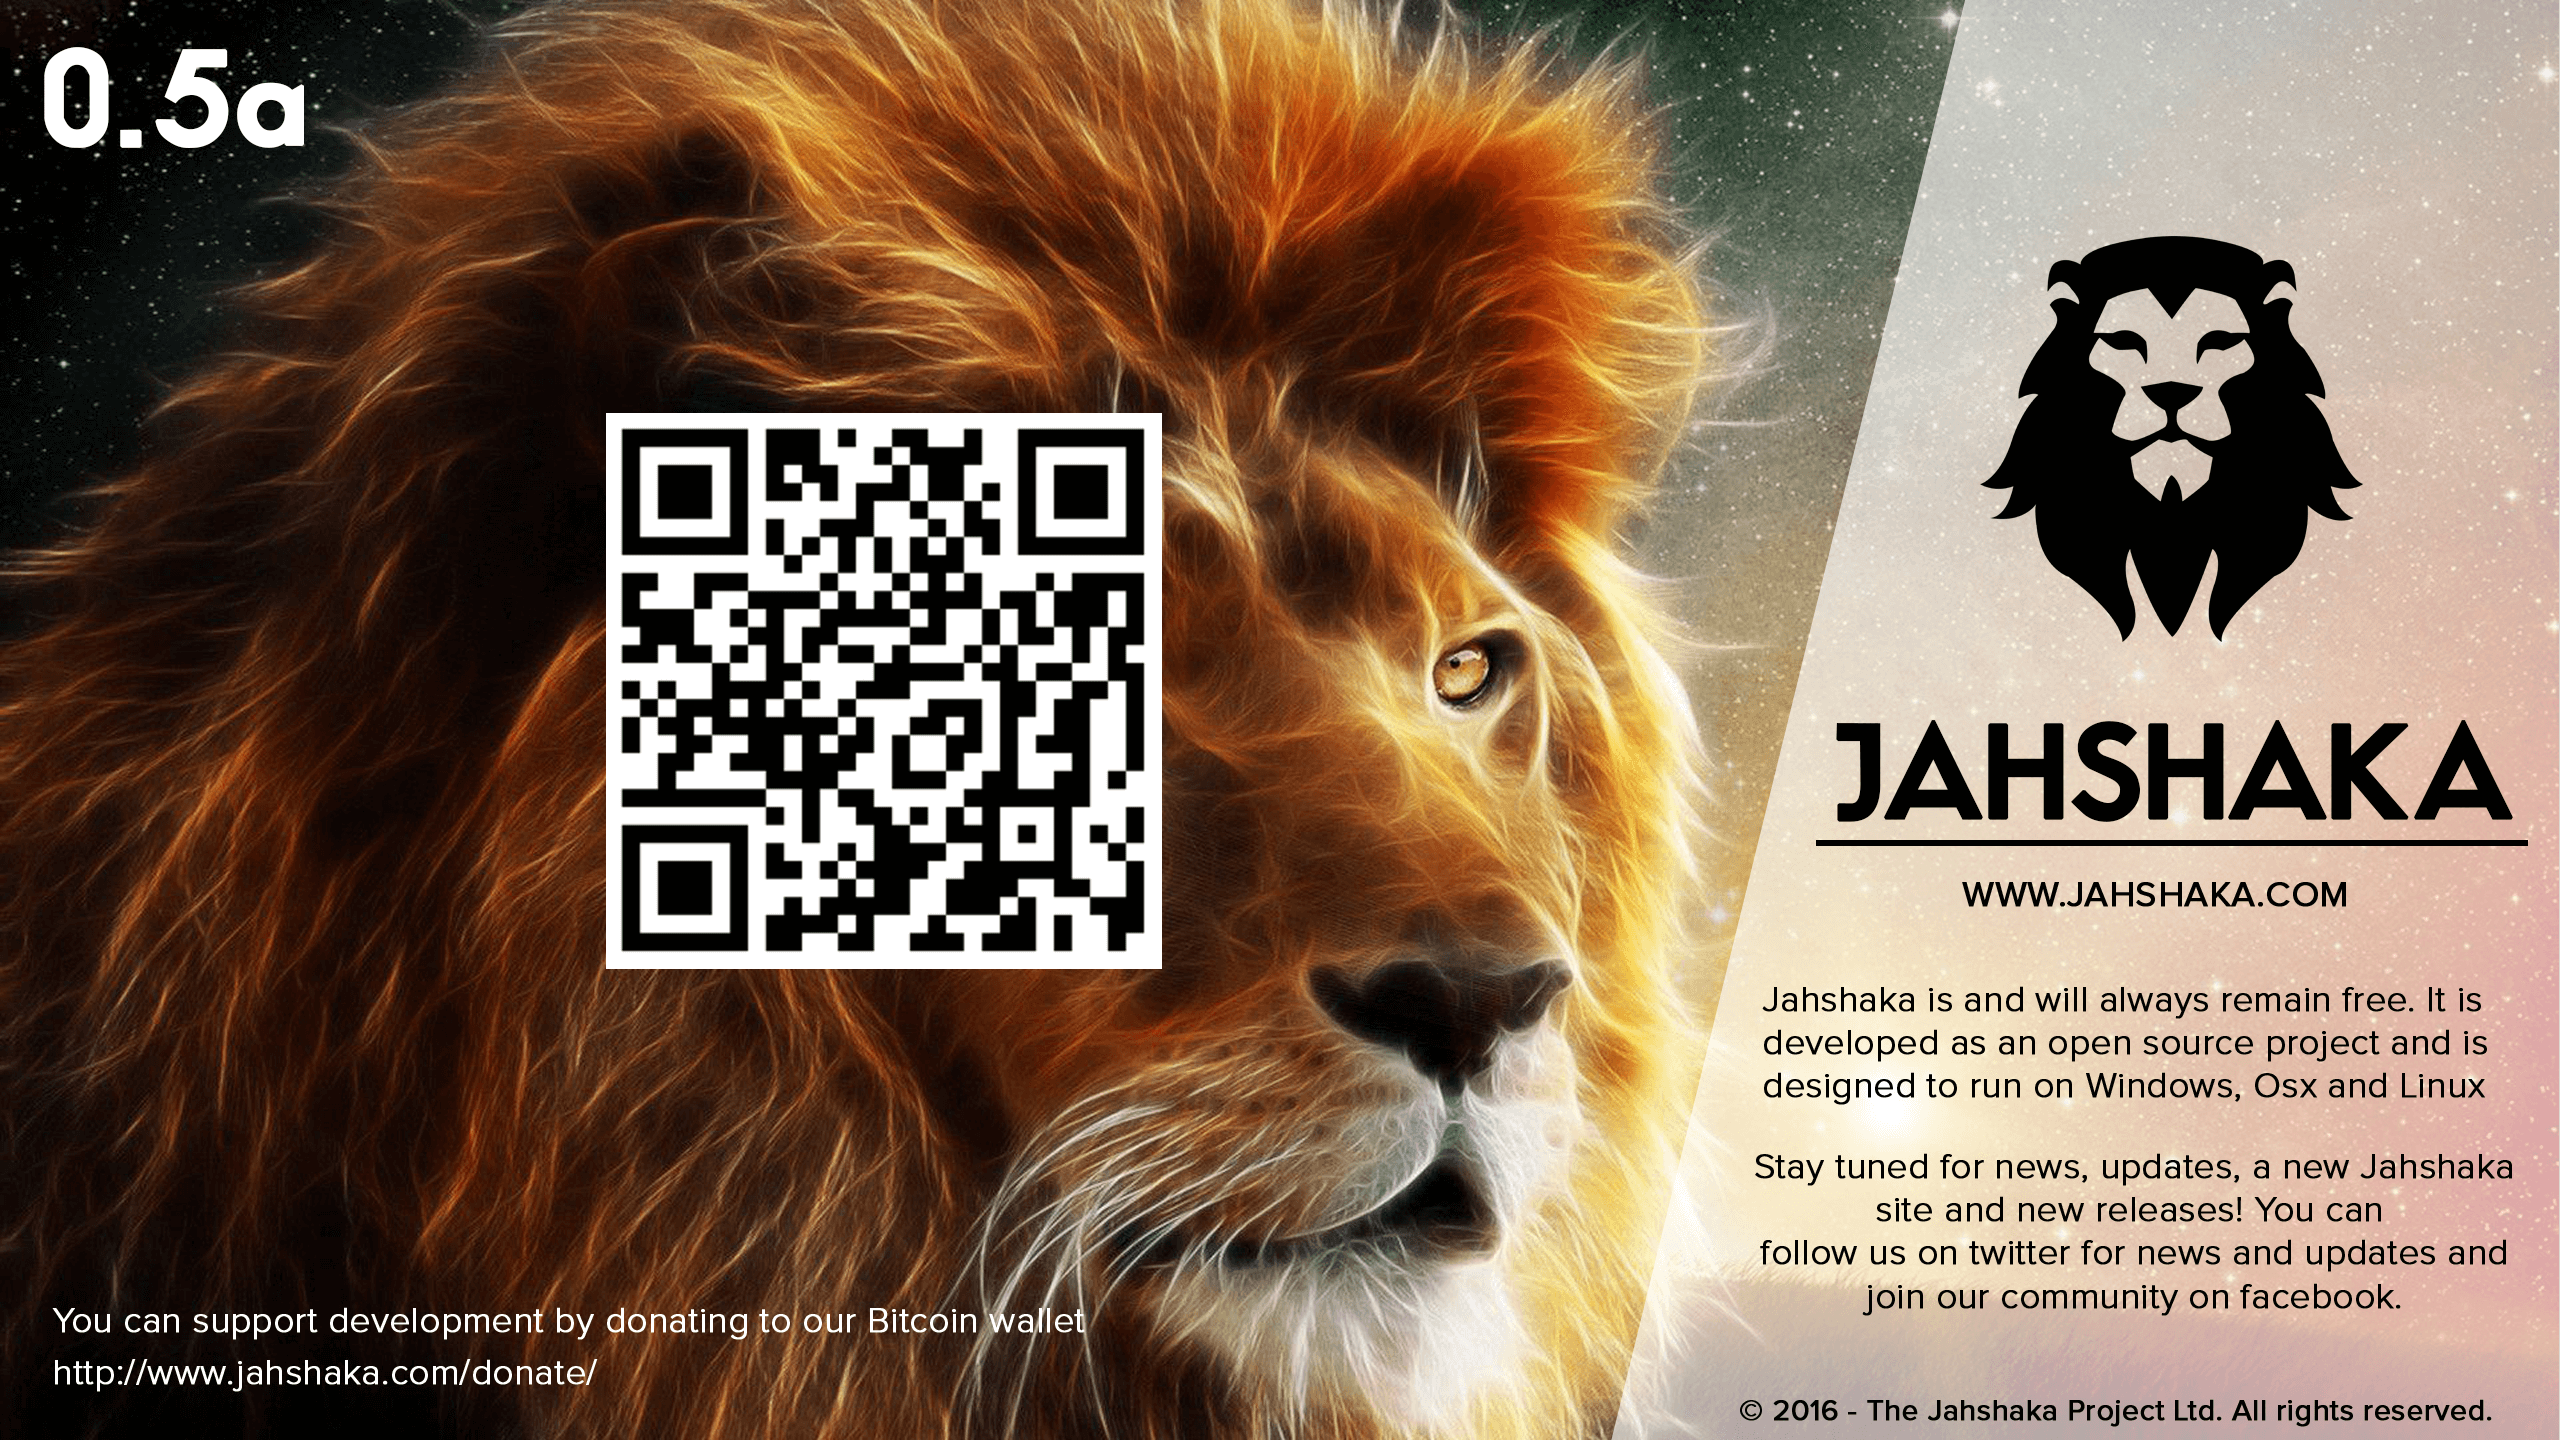 0.5a
JAHSHAKA
WWW.JAHSHAKA.COM
Jahshaka is and will always remain free. It is
developed as an open source project and is
designed to run on Windows, Osx and Linux
Stay tuned for news, updates, a new Jahshaka
site and new releases! You can
follow us on twitter for news and updates and
join our community on facebook.
You can support development by donating to our Bitcoin wallet
http://www.jahshaka.com/donate/
© 2016 - The Jahshaka Project Ltd. All rights reserved.